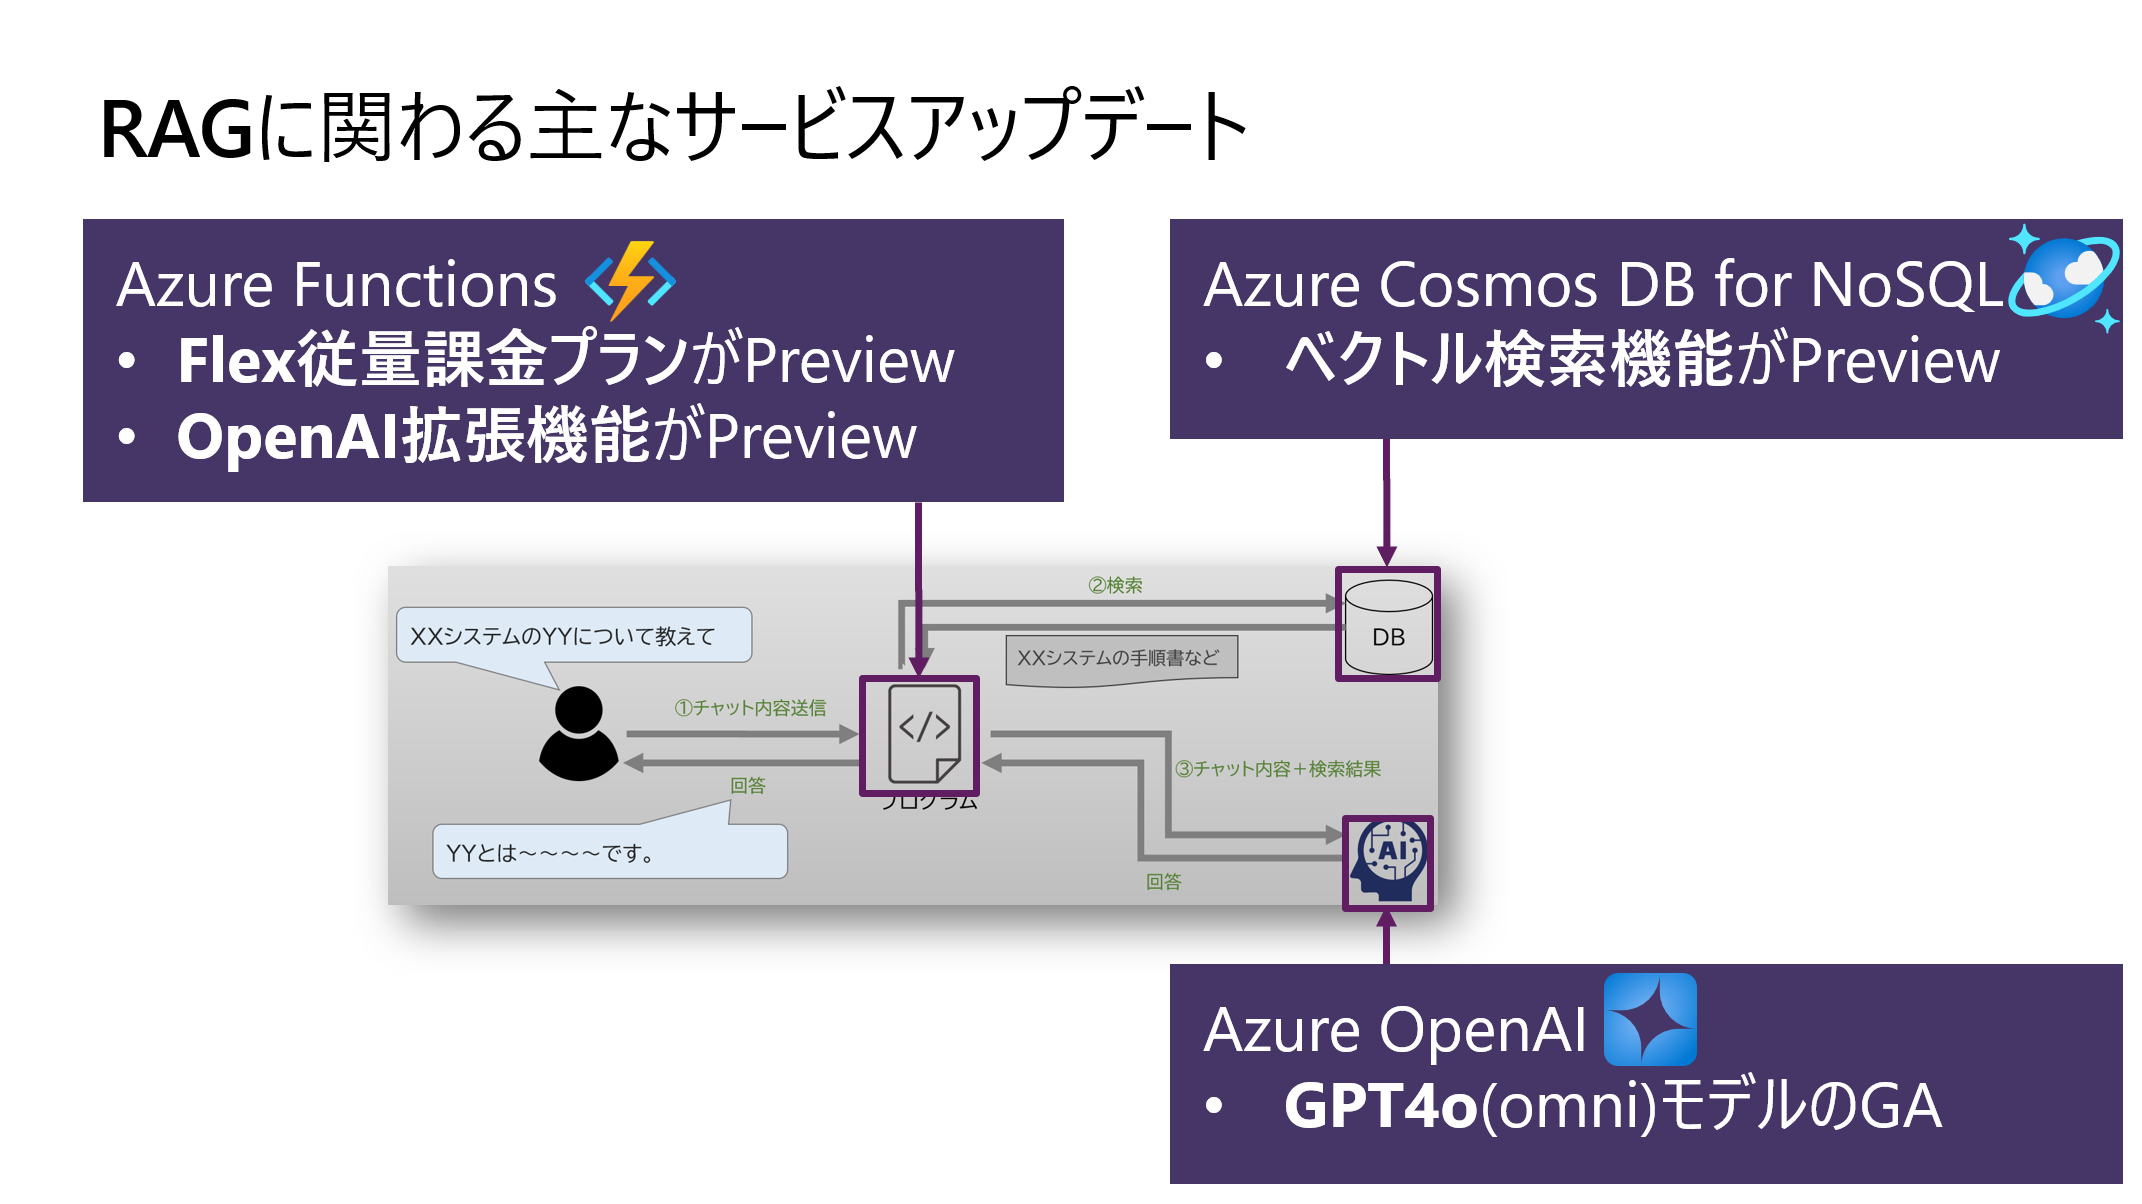 RAGに関わる主なサービスアップデート
Azure Functions
• Flex従量課金プランがPreview
• OpenAI拡張機能がPreview
Azure Cosmos DB for NoSQL
• ベクトル検索機能がPreview
②検索
XXシステムのYYについて教えて
DB
XXシステムの手順書など
①チャット内容送信
</>
回答
プログラム
③チャット内容＋検索結果
YYとは～～～～です。
AI
回答
Azure OpenAI
• GPT4o(omni)モデルのGA